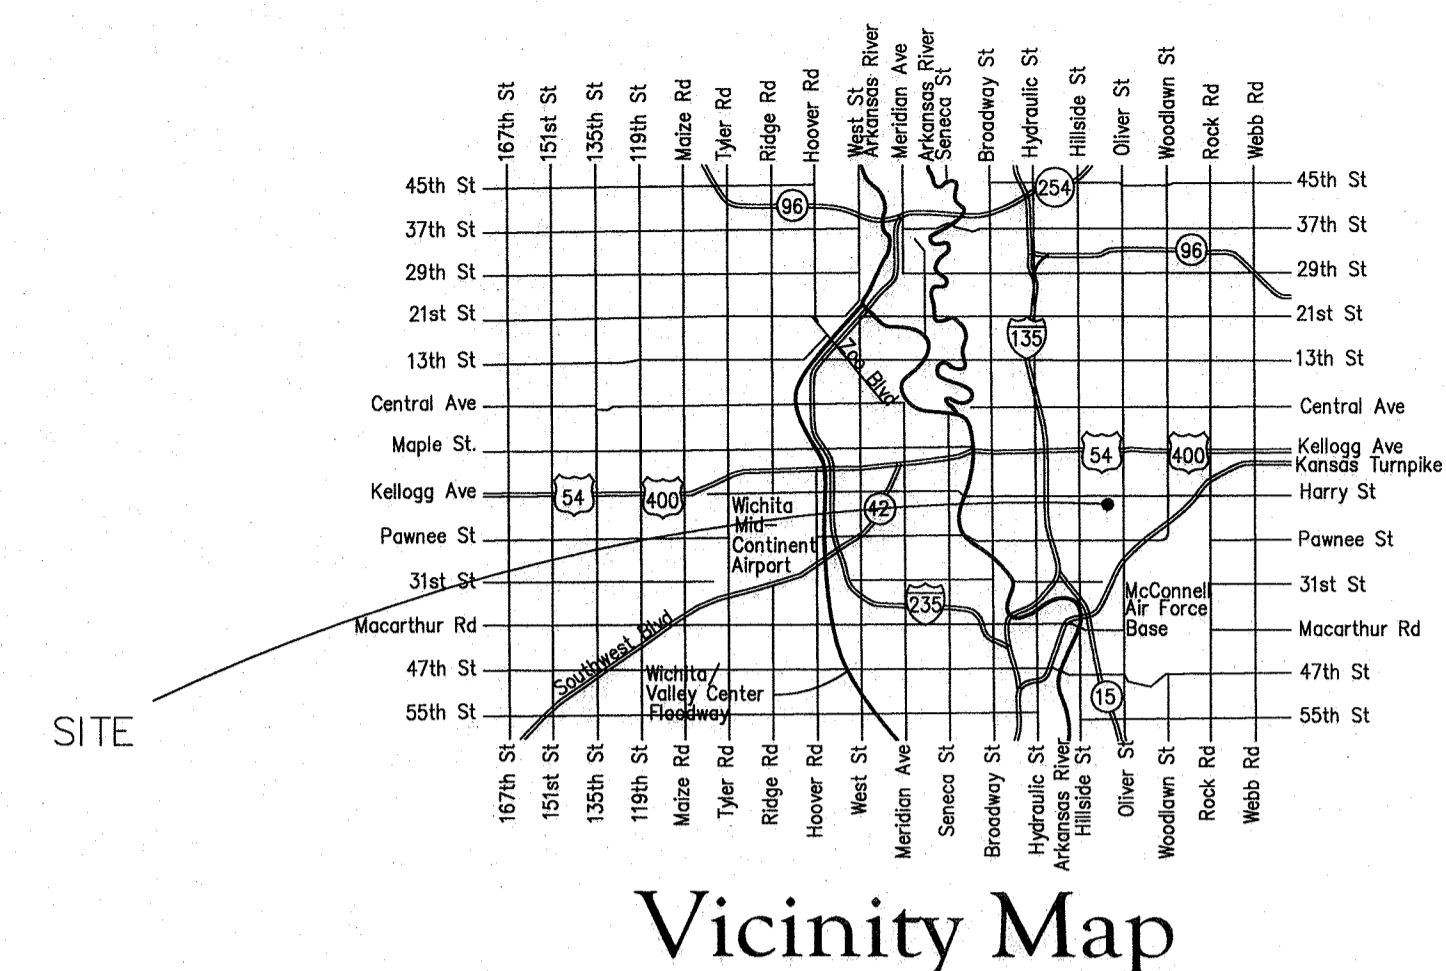 167th St
151st St
135th St
119th St
Maize Rd
Tyler Rd
Ridge Rd
Hoover Rd
West St
Arkansas River
Meridian Ave
Arkansas River
Seneca St
Broadway St
Hydraulic St
Hillside St
Oliver St
Woodlawn St
Rock Rd
Webb Rd
45th St
37th St
29th St
21st St
13th St
Central Ave
Maple St.
Kellogg Ave
Pawnee St
31st St
Macarthur Rd
47th St
55th St
96
254
96
135
Zoo Blvd
54
400
54
400
42
Wichita
Mid-
Continent
Airport
235
McConnell
Air Force
Base
Southwest Blvd
Wichita/
Valley Center
Floodway
15
45th St
37th St
29th St
21st St
13th St
Central Ave
Kellogg Ave
Kansas Turnpike
Harry St
Pawnee St
31st St
Macarthur Rd
47th St
55th St
SITE
167th St
151st St
135th St
119th St
Maize Rd
Tyler Rd
Ridge Rd
Hoover Rd
West St
Meridian Ave
Seneca St
Broadway St
Hydraulic St
Arkansas River
Hillside St
Oliver St
Woodlawn St
Rock Rd
Webb Rd
Vicinity Map